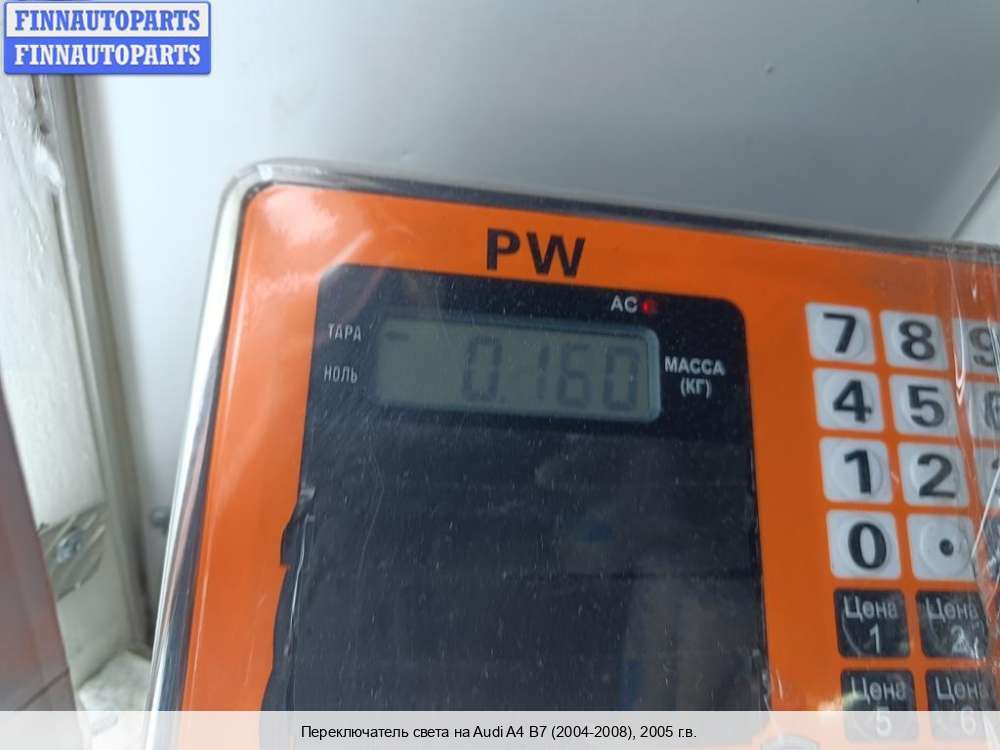 FINNAUTOPARTS
FINNAUTOPARTS
PW
AC
ТАРА
НОЛЬ
0.160
МАССА
(КГ)
7 8 9
4 5
1 2
0 .
Цена 1
Цена 2
Цена 5
Цена 6
Переключатель света на Audi A4 B7 (2004-2008), 2005 г.в.